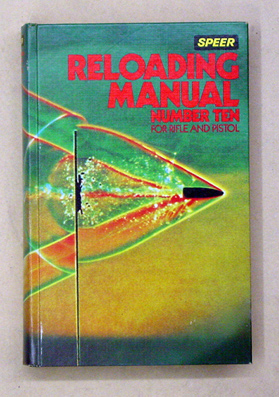 SPEER
RELOADING
MANUAL
NUMBER TEN
FOR RIFLE AND PISTOL